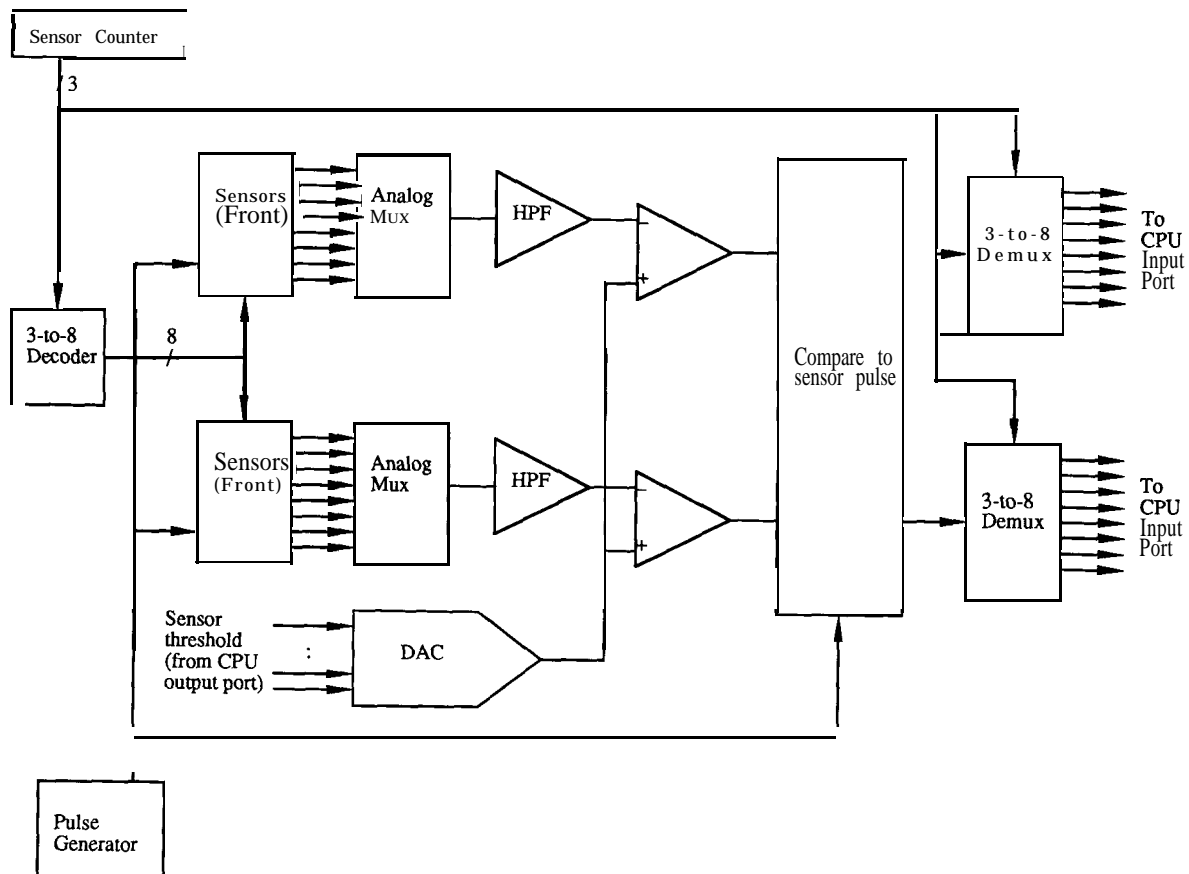 Sensor Counter
3
Sensors
(Front)
Analog
MUX
HPF
−
+
3-to-8
Demux
To
CPU
Input
Port
3-to-8
Decoder
8
Compare to
sensor pulse
Sensors
(Front)
Analog
Mux
HPF
−
+
3-to-8
Demux
To
CPU
Input
Port
Sensor
threshold
(from CPU
output port)
:
DAC
Pulse
Generator